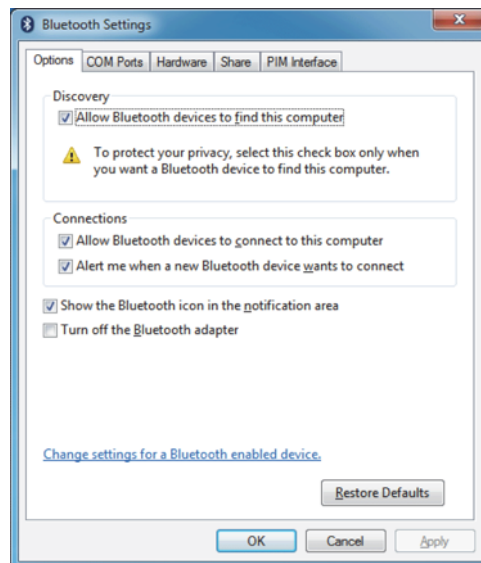 Bluetooth Settings
Options COM Ports Hardware Share PIM Interface
Discovery
Allow Bluetooth devices to find this computer
To protect your privacy, select this check box only when
you want a Bluetooth device to find this computer.
Connections
Allow Bluetooth devices to connect to this computer
Alert me when a new Bluetooth device wants to connect
Show the Bluetooth icon in the notification area
Turn off the Bluetooth adapter
Change settings for a Bluetooth enabled device.
Restore Defaults
OK Cancel Apply